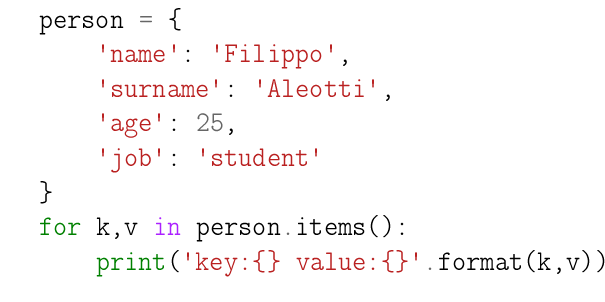 person = {
    'name': 'Filippo',
    'surname': 'Aleotti',
    'age': 25,
    'job': 'student'
}
for k,v in person.items():
    print('key:{} value:{}'.format(k,v))